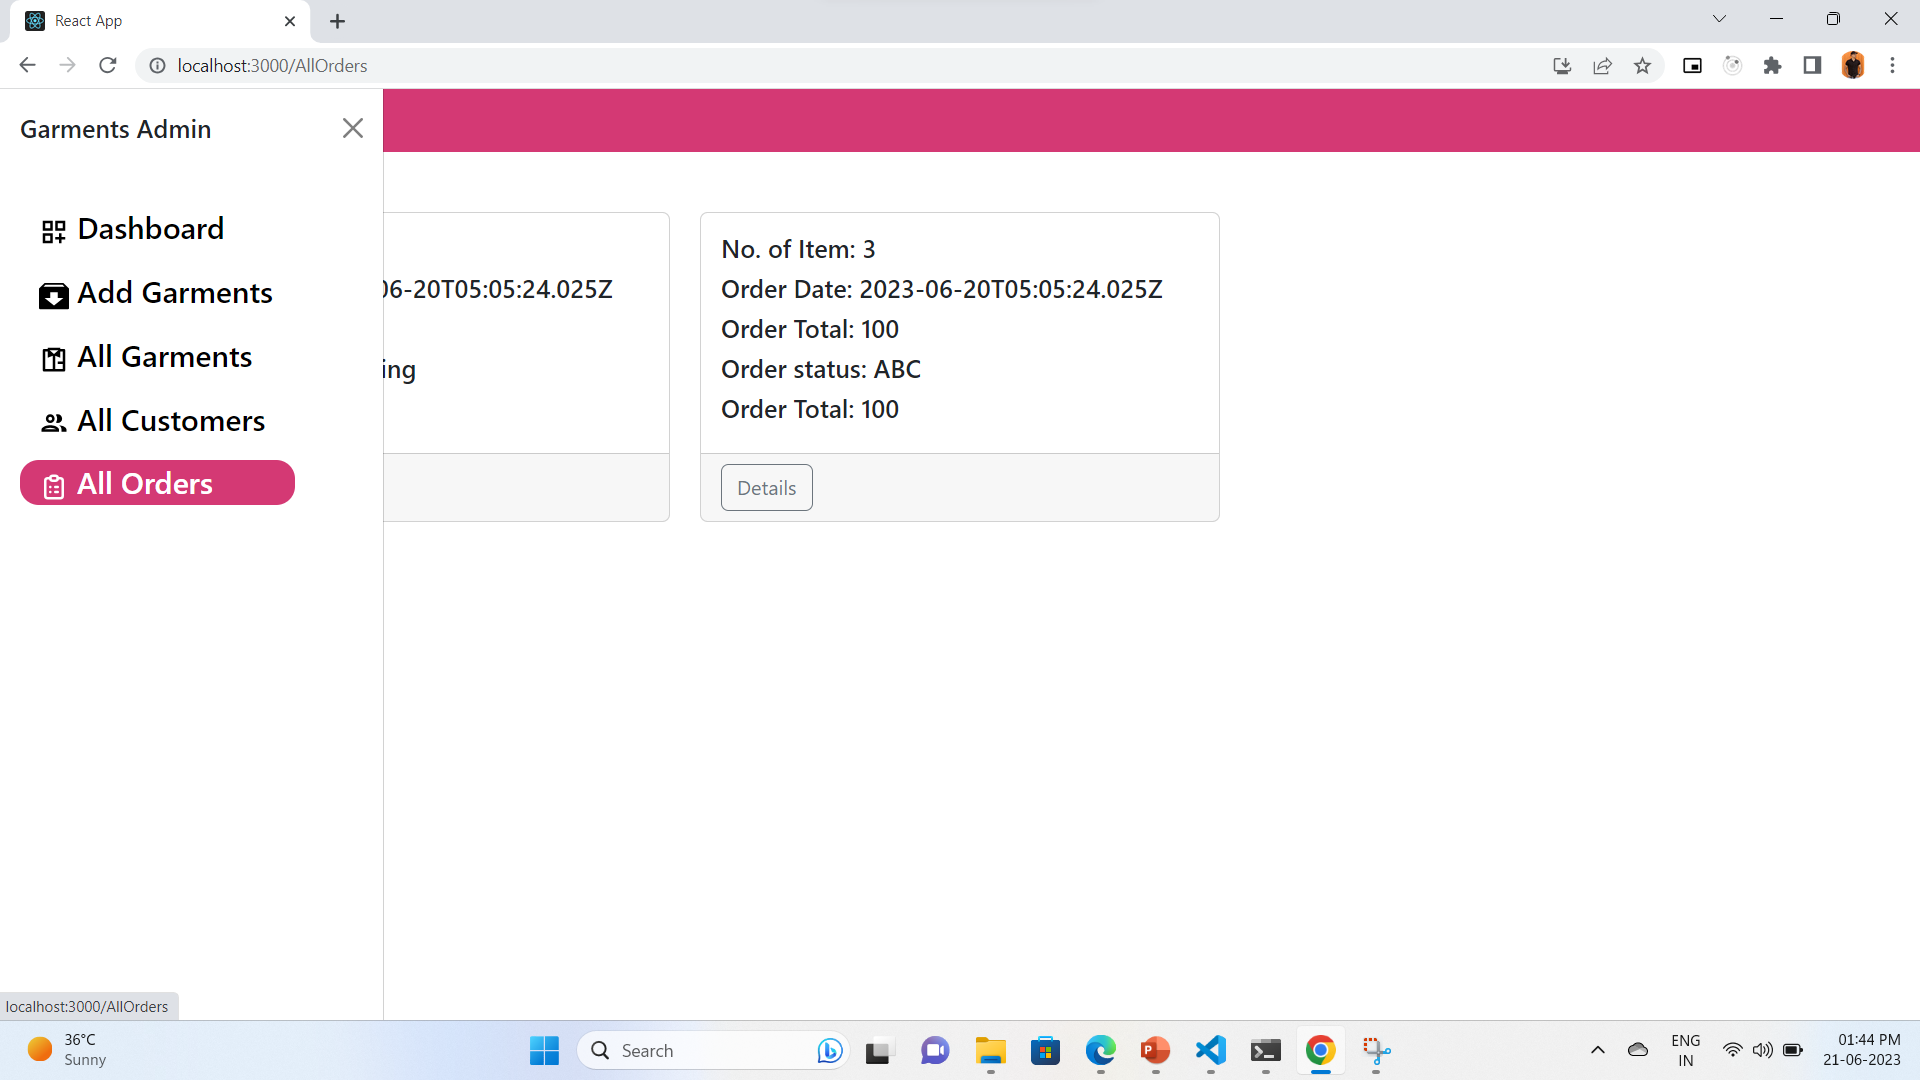 React App
localhost:3000/AllOrders
Garments Admin
Dashboard
Add Garments
All Garments
All Customers
All Orders
06-20T05:05:24.025Z
ing
No. of Item: 3
Order Date: 2023-06-20T05:05:24.025Z
Order Total: 100
Order status: ABC
Order Total: 100
Details
localhost:3000/AllOrders
36°C
Sunny
Search
ENG
IN
01:44 PM
21-06-2023